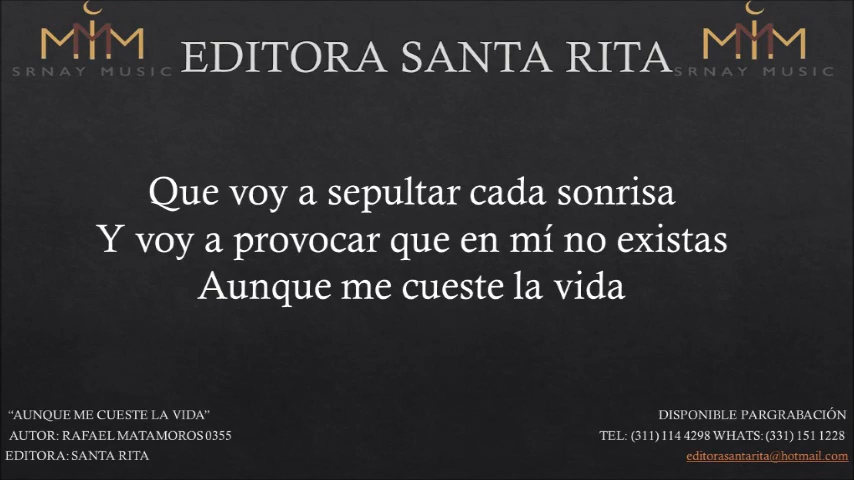 MM
SRNAY MUSIC
EDITORA SANTA RITA
MM
SRNAY MUSIC
Que voy a sepultar cada sonrisa
Y voy a provocar que en mí no existas
Aunque me cueste la vida
“AUNQUE ME CUESTE LA VIDA”
AUTOR: RAFAEL MATAMOROS 0355
EDITORA: SANTA RITA
DISPONIBLE PARGRABACIÓN
TEL: (311) 114 4298 WHATS: (331) 151 1228
editorasantarita@hotmail.com